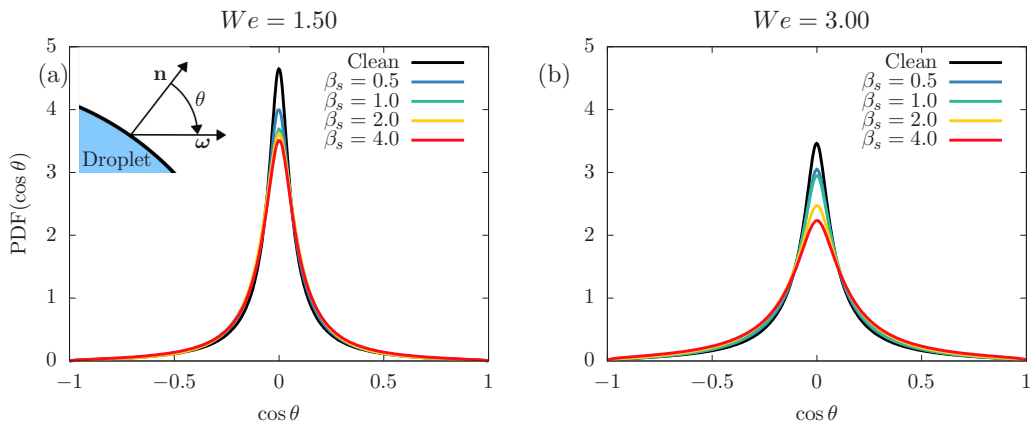 We = 1.50
We = 3.00
(a)
n
θ
ω
Droplet
Clean
β_s = 0.5
β_s = 1.0
β_s = 2.0
β_s = 4.0
PDF(cos θ)
5
4
3
2
1
0
−1
−0.5
0
0.5
1
cos θ
(b)
Clean
β_s = 0.5
β_s = 1.0
β_s = 2.0
β_s = 4.0
5
4
3
2
1
0
−1
−0.5
0
0.5
1
cos θ